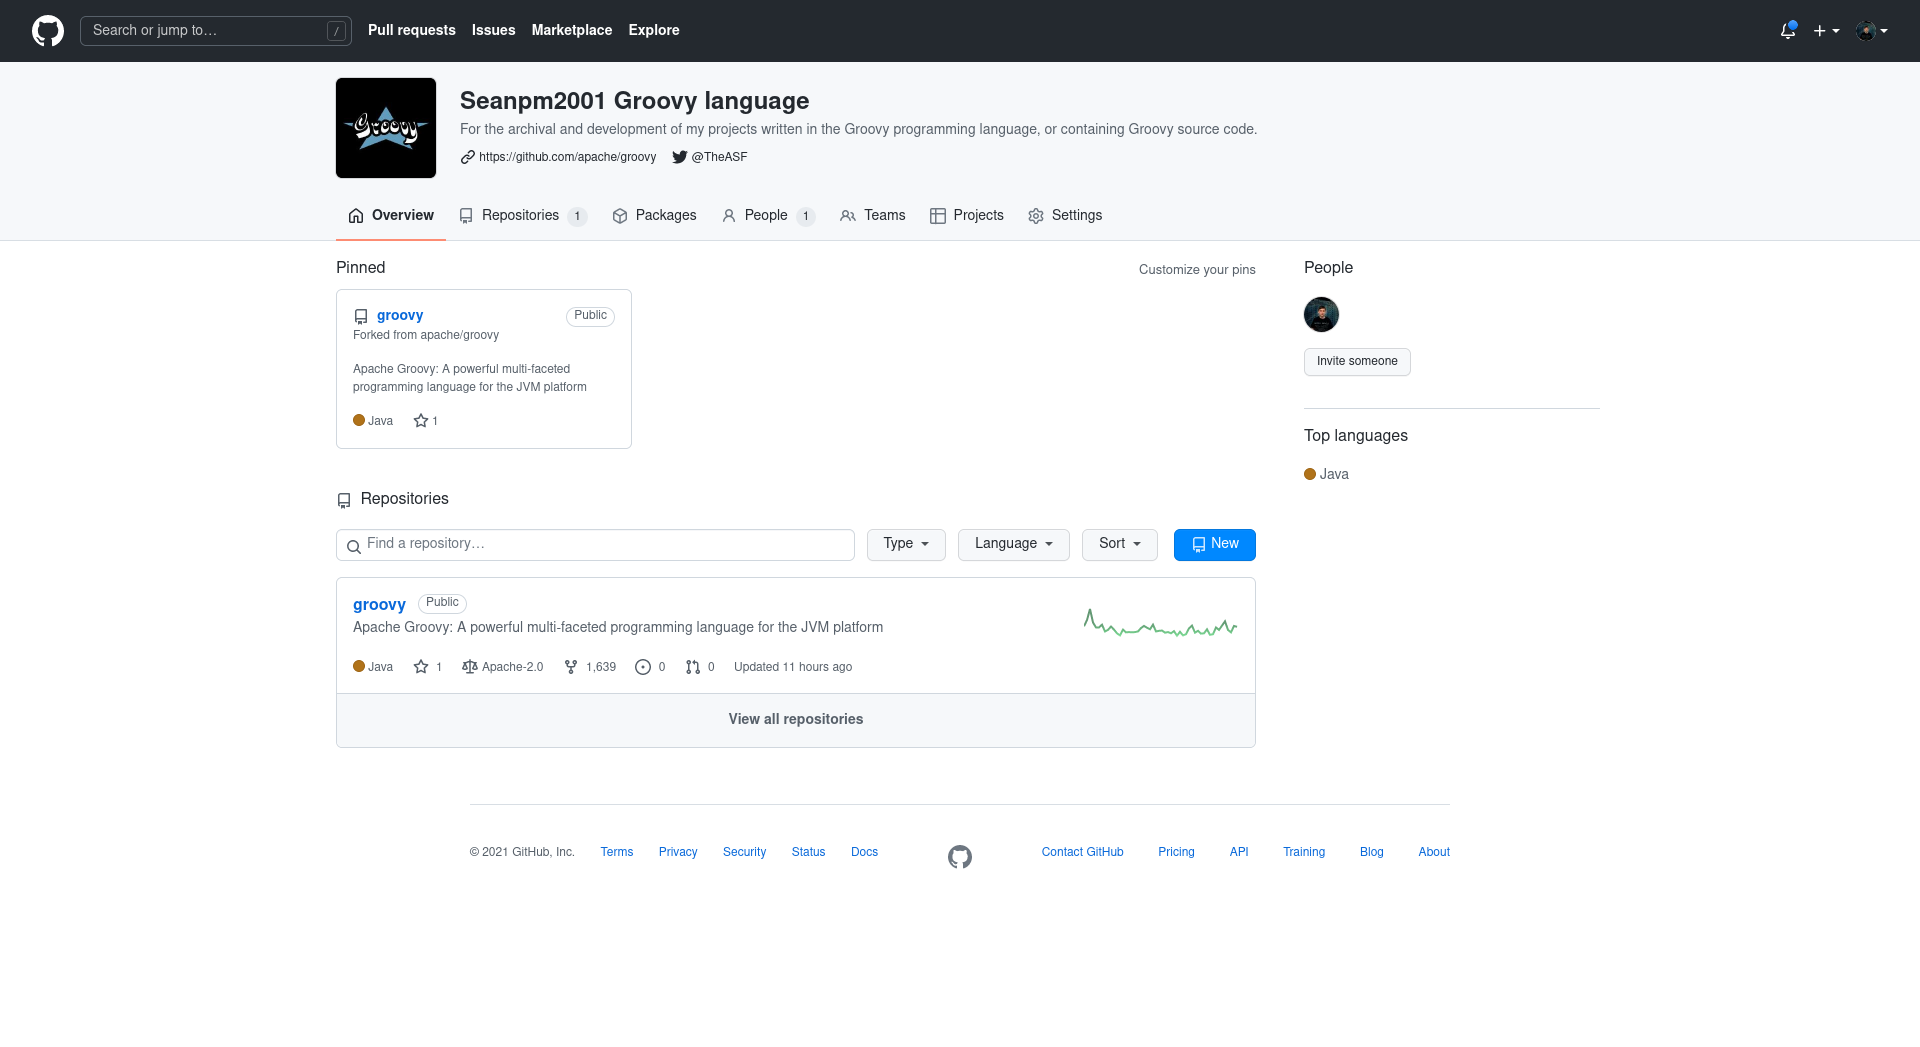 Search or jump to… /
Pull requests Issues Marketplace Explore
Groovy
Seanpm2001 Groovy language
For the archival and development of my projects written in the Groovy programming language, or containing Groovy source code.
https://github.com/apache/groovy @TheASF
Overview Repositories 1 Packages People 1 Teams Projects Settings
Pinned
Customize your pins
groovy Public
Forked from apache/groovy
Apache Groovy: A powerful multi-faceted
programming language for the JVM platform
Java 1
Repositories
Find a repository… Type Language Sort New
groovy Public
Apache Groovy: A powerful multi-faceted programming language for the JVM platform
Java 1 Apache-2.0 1,639 0 0 Updated 11 hours ago
View all repositories
People
Invite someone
Top languages
Java
© 2021 GitHub, Inc. Terms Privacy Security Status Docs Contact GitHub Pricing API Training Blog About